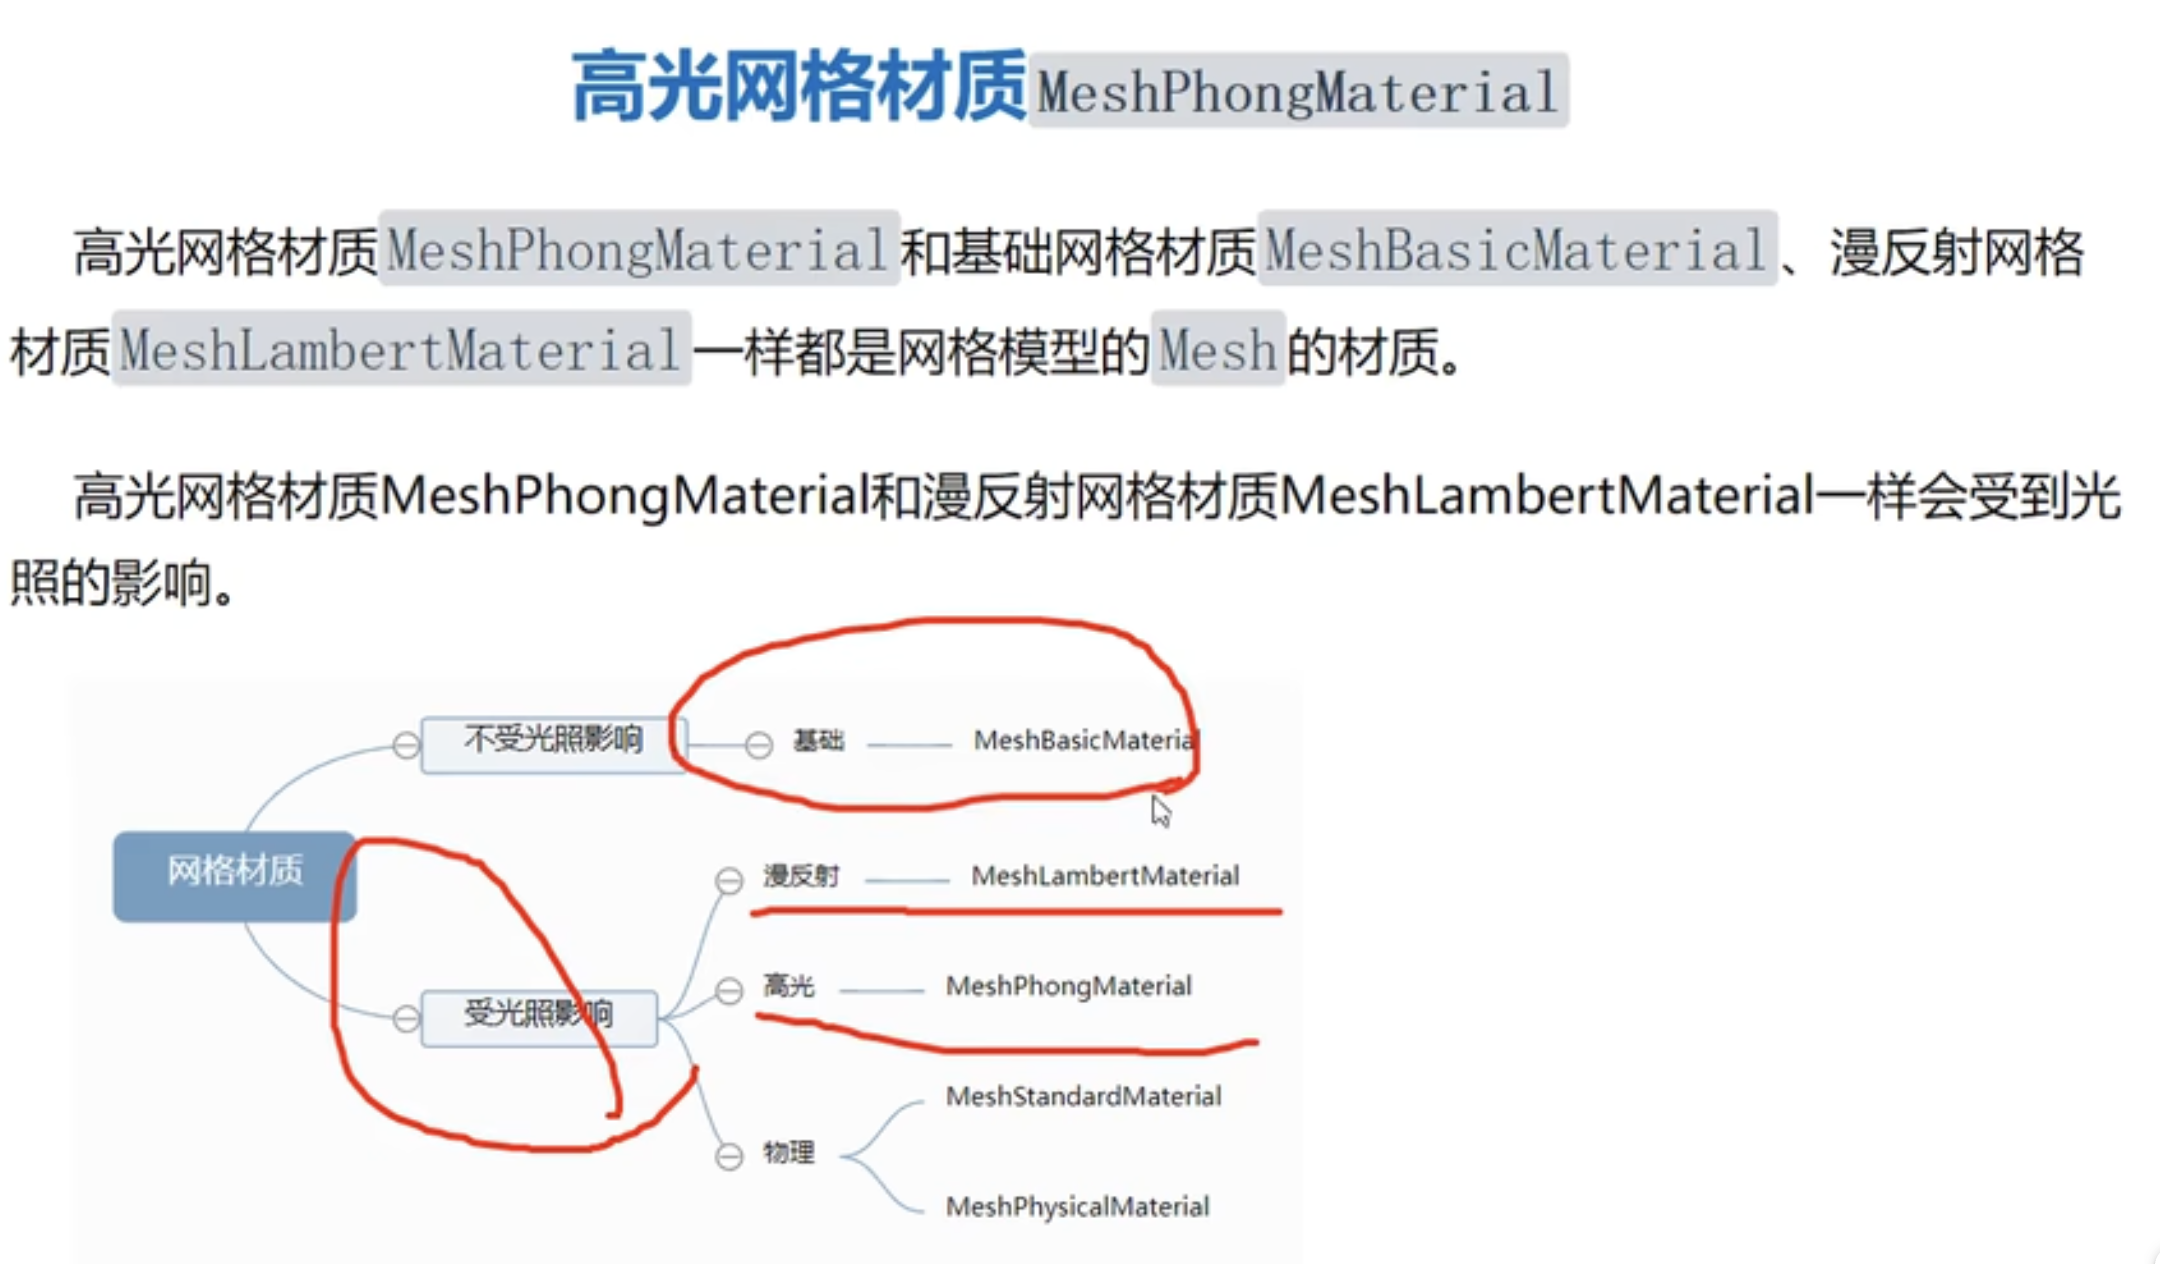 高光网格材质MeshPhongMaterial
高光网格材质MeshPhongMaterial和基础网格材质MeshBasicMaterial、漫反射网格
材质MeshLambertMaterial一样都是网格模型的Mesh的材质。
高光网格材质MeshPhongMaterial和漫反射网格材质MeshLambertMaterial一样会受到光
照的影响。
不受光照影响 基础 MeshBasicMaterial
网格材质
漫反射 MeshLambertMaterial
高光 MeshPhongMaterial
受光照影响
MeshStandardMaterial
物理
MeshPhysicalMaterial